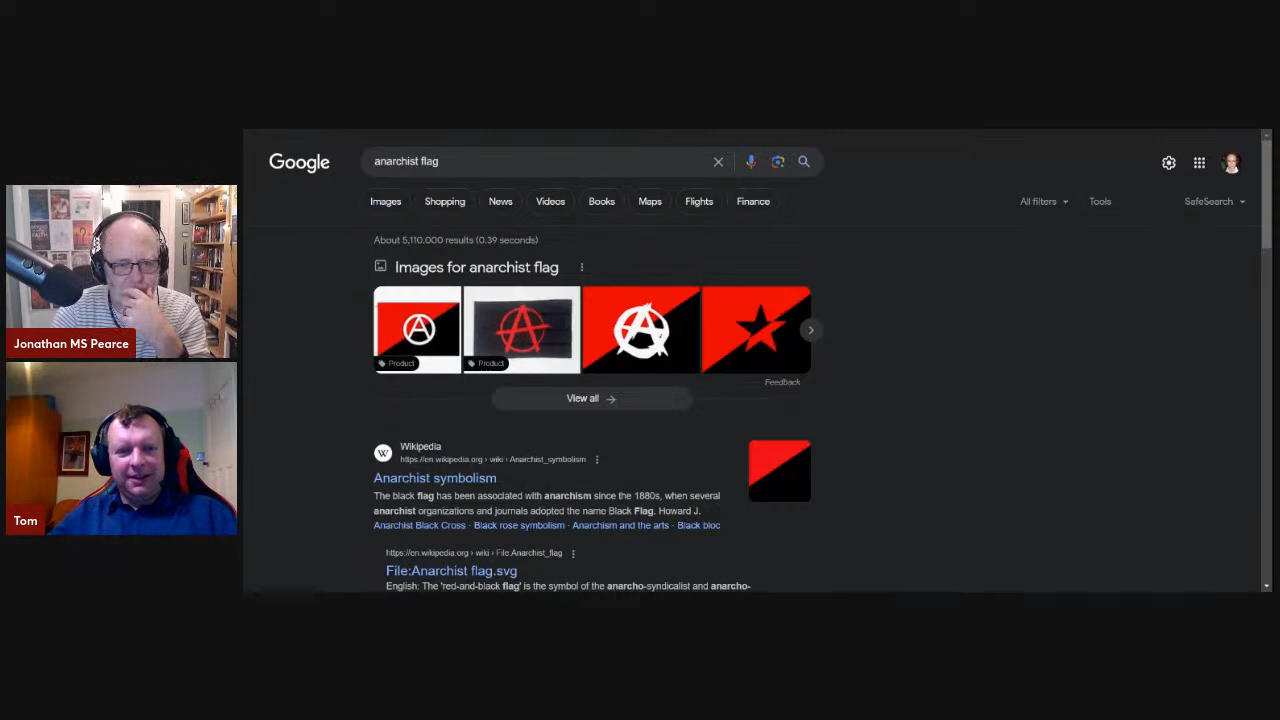 Google
anarchist flag
Images Shopping News Videos Books Maps Flights Finance
All filters Tools SafeSearch
About 5,110,000 results (0.39 seconds)
Images for anarchist flag
Product Product
Feedback
View all
Jonathan MS Pearce
Tom
W
Wikipedia
https://en.wikipedia.org › wiki › Anarchist_symbolism
Anarchist symbolism
The black flag has been associated with anarchism since the 1880s, when several
anarchist organizations and journals adopted the name Black Flag. Howard J.
Anarchist Black Cross · Black rose symbolism · Anarchism and the arts · Black bloc
https://en.wikipedia.org › wiki › File:Anarchist_flag
File:Anarchist flag.svg
English: The 'red-and-black flag' is the symbol of the anarcho-syndicalist and anarcho-